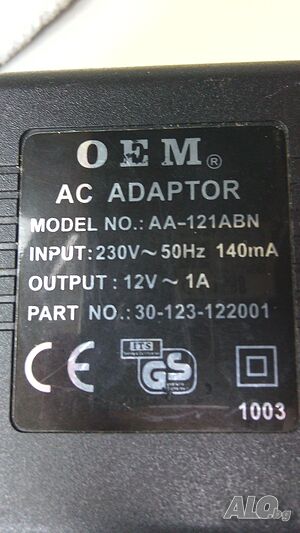 OEM®
AC ADAPTOR
MODEL NO.: AA-121ABN
INPUT:230V~ 50Hz 140mA
OUTPUT: 12V~ 1A
PART NO.: 30-123-122001
CE
ITS
GS
1003
ALO.bg